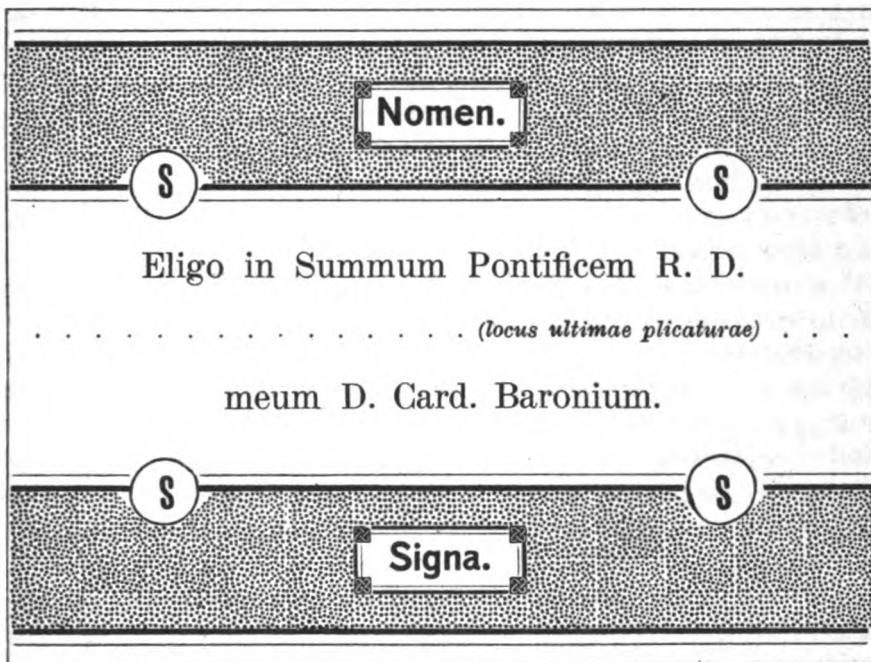 Nomen.
S S
Eligo in Summum Pontificem R. D.
. . . . . . . . . . . . . . . . . . (locus ultimae plicaturae) . . .
meum D. Card. Baronium.
S S
Signa.